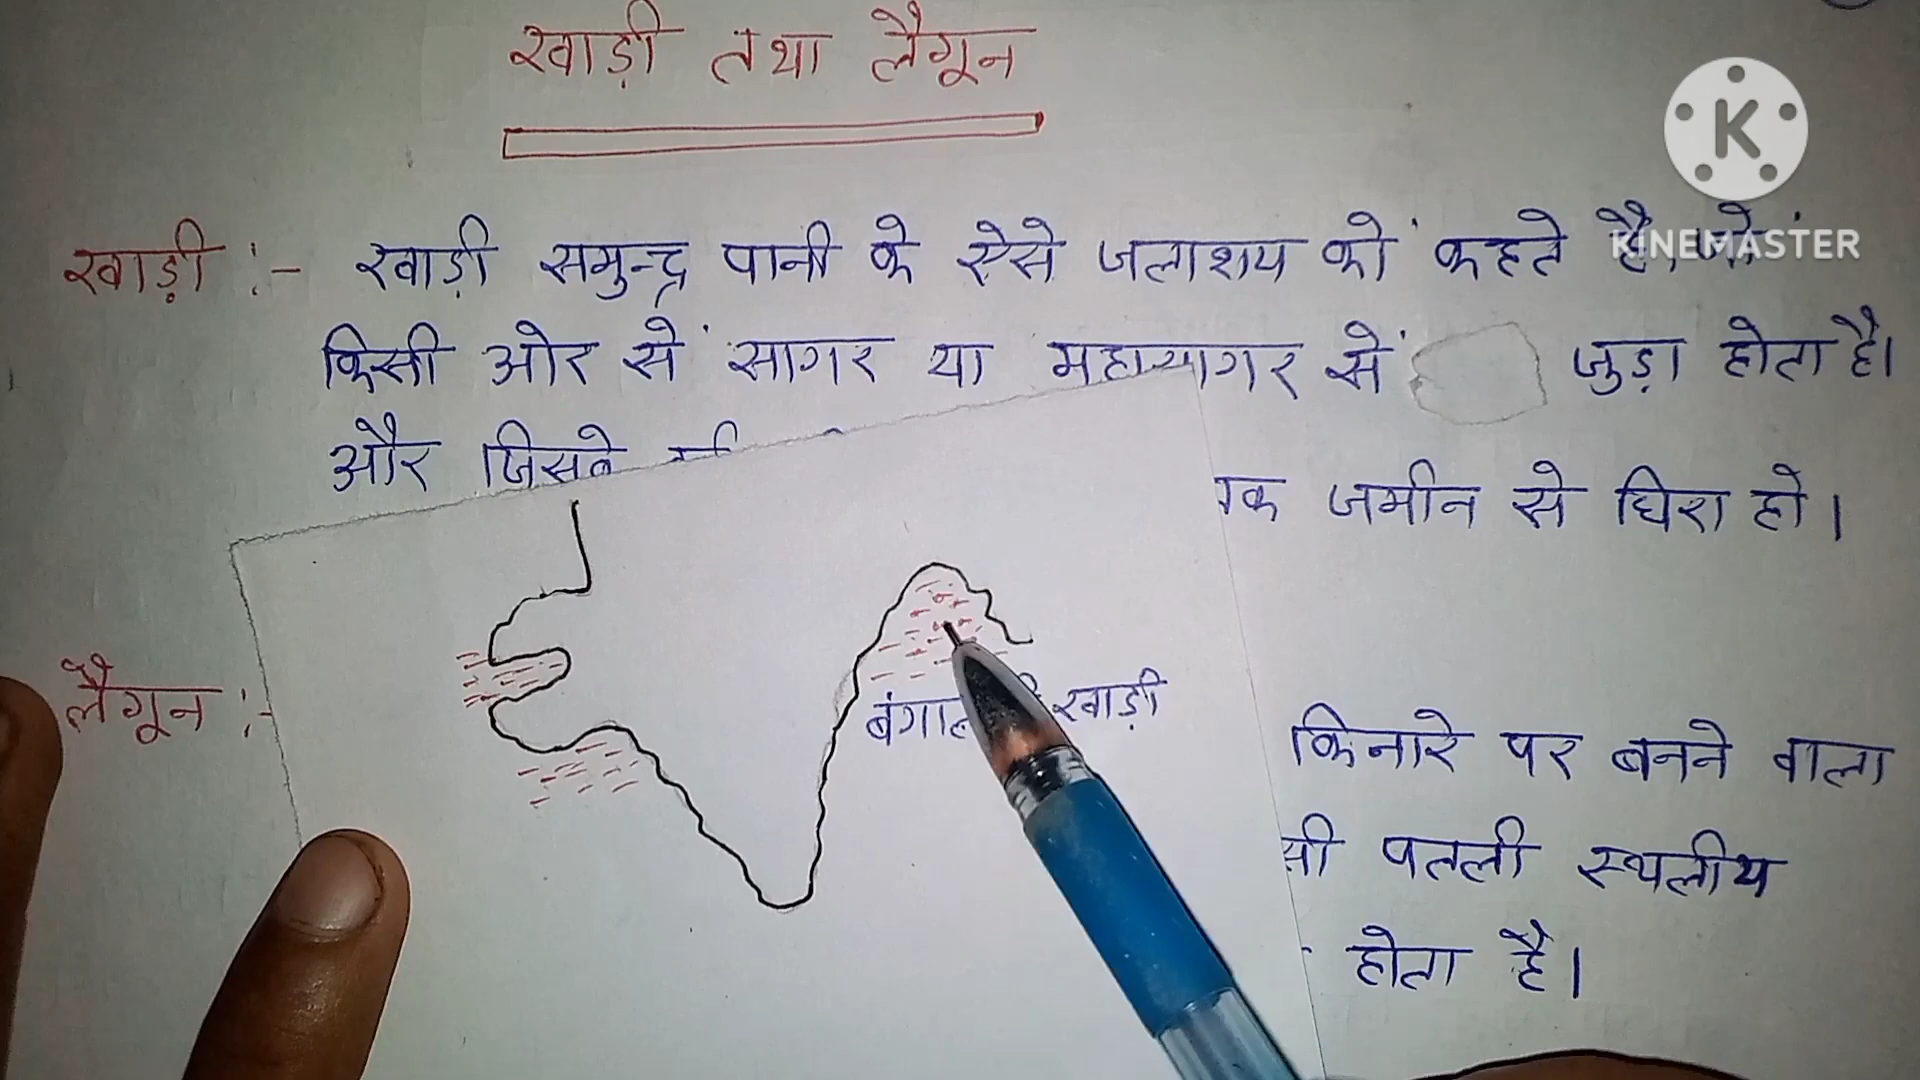 खाड़ी तथा लैगून
K
KINEMASTER
खाड़ी :- खाड़ी समुन्द्र पानी के ऐसे जलाशय को कहते है, जो
किसी ओर से सागर या महासागर सें जुड़ा होता है।
और जिसके जमीन से घिरा हो।
बंगाल खाड़ी
लैगून :- किनारे पर बनने वाला
पतली स्थलीय
होता है।